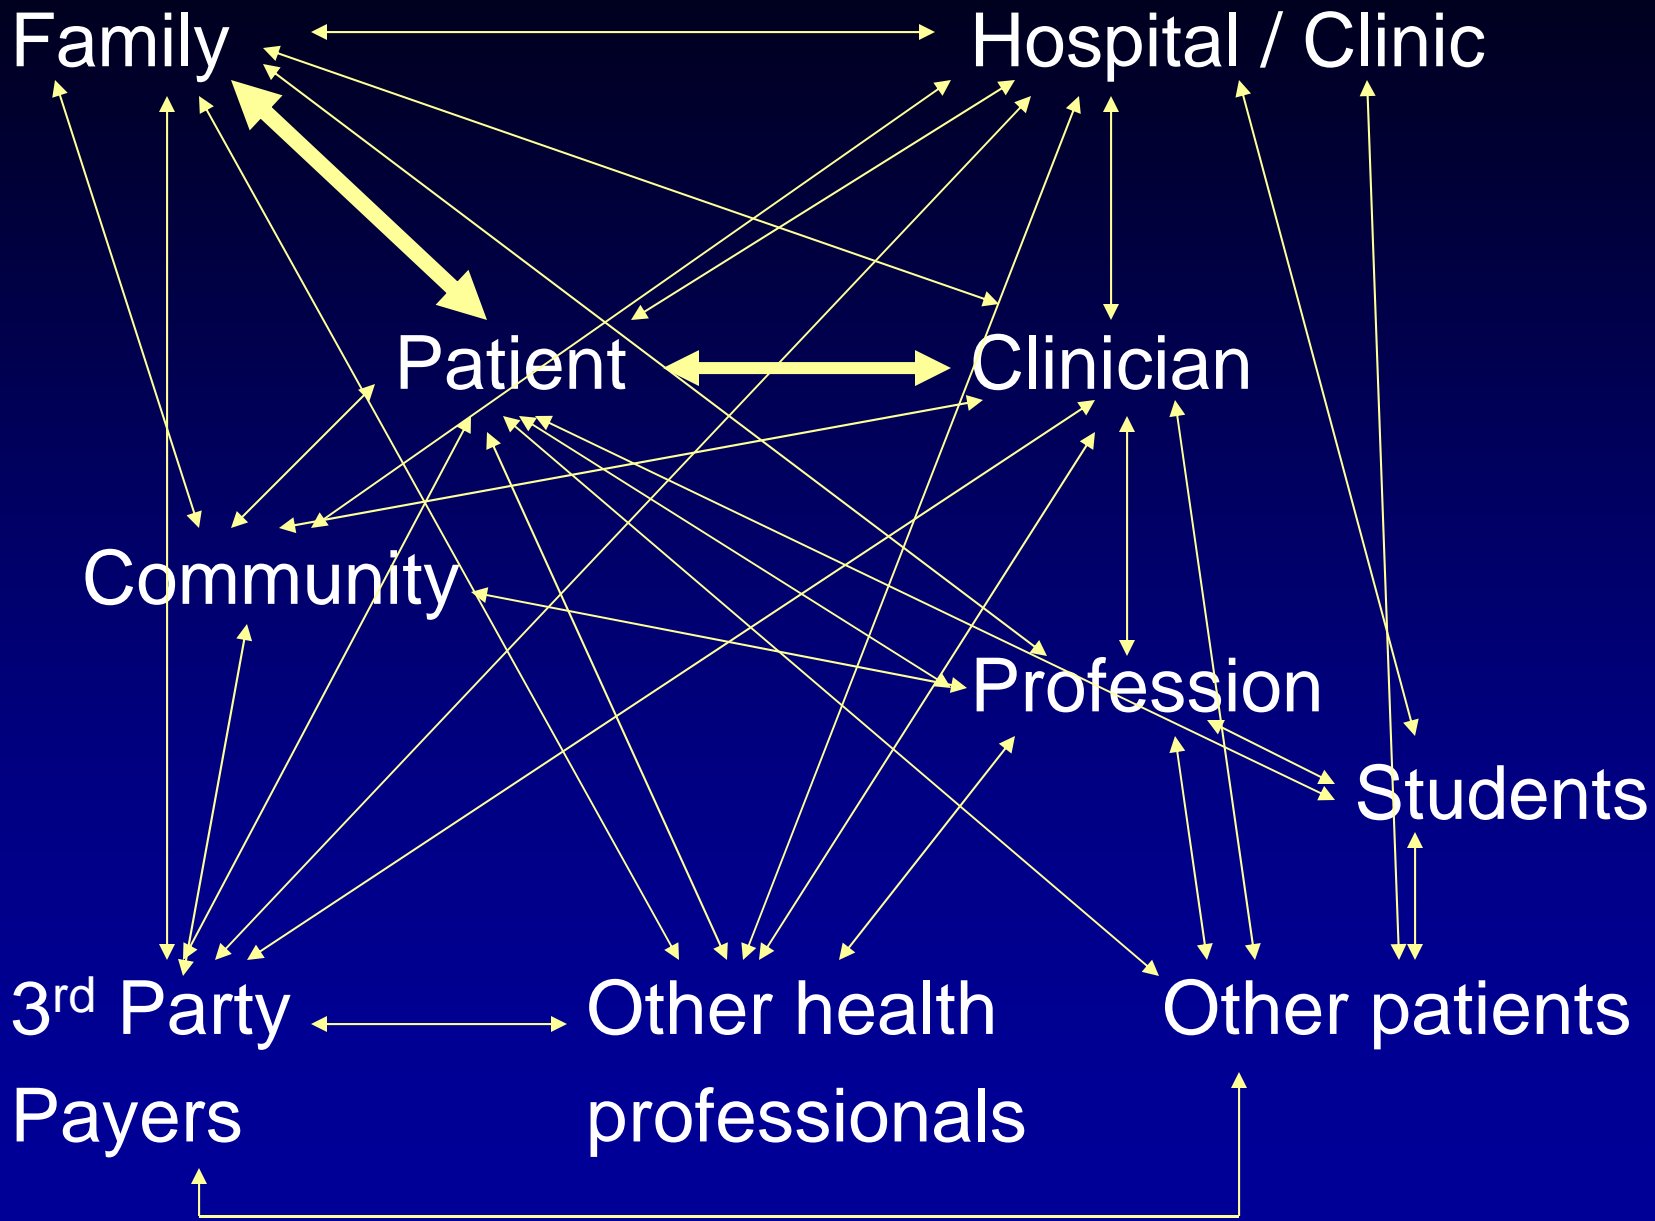 Family
Hospital / Clinic
Patient
Clinician
Community
Profession
Students
3rd Party
Payers
Other health
professionals
Other patients